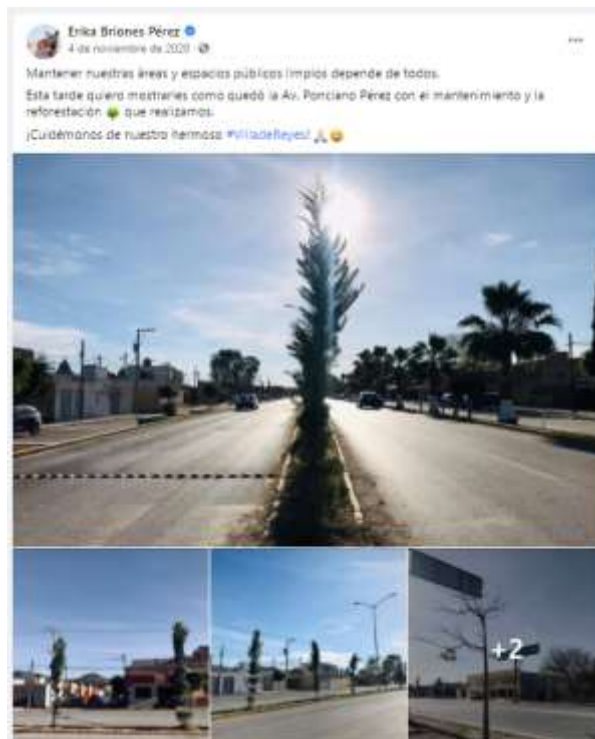 Erika Briones Pérez
4 de noviembre de 2020
Mantener nuestras áreas y espacios públicos limpios depende de todos.
Esta tarde quiero mostrarles como quedó la Av. Ponciano Pérez con el mantenimiento y la
reforestación 🌳 que realizamos.
¡Cuidémonos de nuestro hermoso #VilladeReyes! 🙏😀
+2